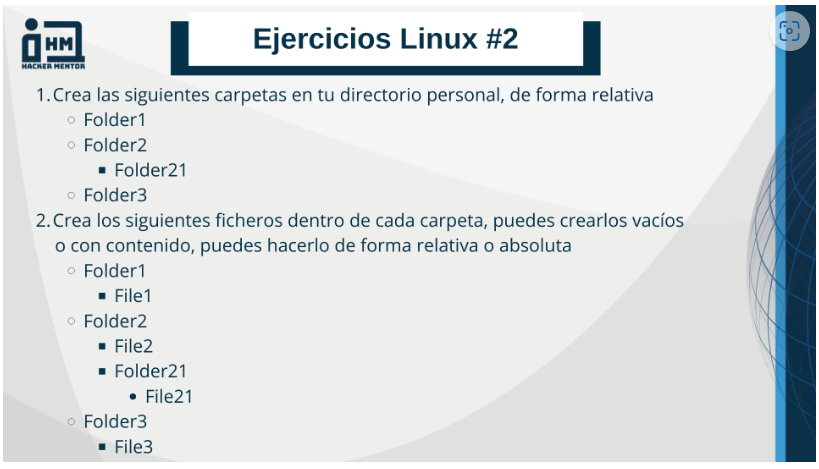 HM
HACKER MENTOR
Ejercicios Linux #2
1. Crea las siguientes carpetas en tu directorio personal, de forma relativa
Folder1
Folder2
Folder21
Folder3
2. Crea los siguientes ficheros dentro de cada carpeta, puedes crearlos vacíos
o con contenido, puedes hacerlo de forma relativa o absoluta
Folder1
File1
Folder2
File2
Folder21
File21
Folder3
File3